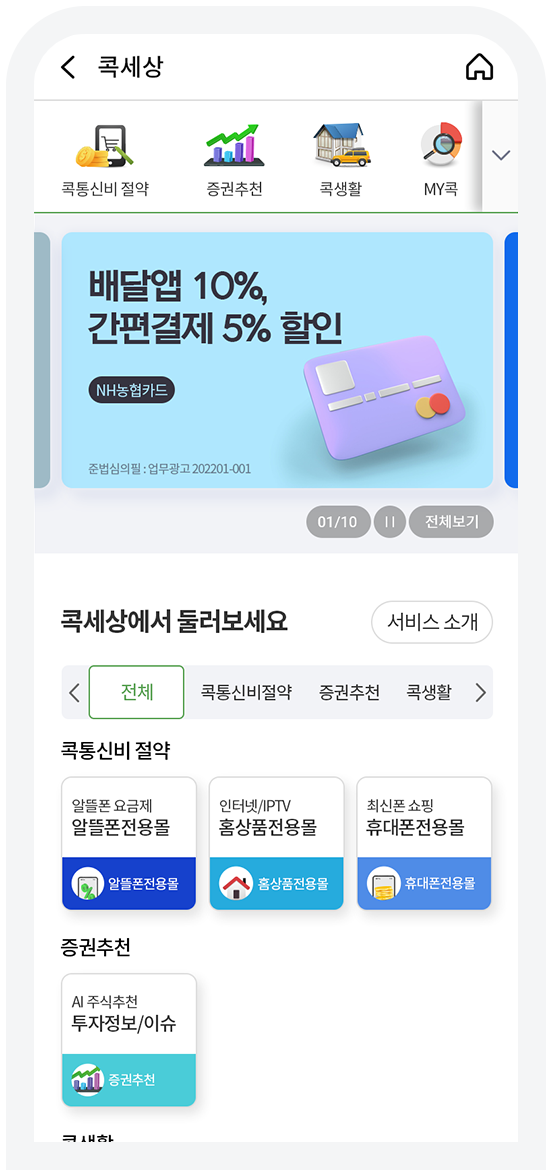 콕세상
콕통신비 절약
증권추천
콕생활
MY콕
배달앱 10%,
간편결제 5% 할인
NH농협카드
준법심의필 : 업무광고 202201-001
01/10
전체보기
콕세상에서 둘러보세요
서비스 소개
전체
콕통신비절약
증권추천
콕생활
콕통신비 절약
알뜰폰 요금제
알뜰폰전용몰
알뜰폰전용몰
인터넷/IPTV
홈상품전용몰
홈상품전용몰
최신폰 쇼핑
휴대폰전용몰
휴대폰전용몰
증권추천
AI 주식추천
투자정보/이슈
증권추천
콕생활